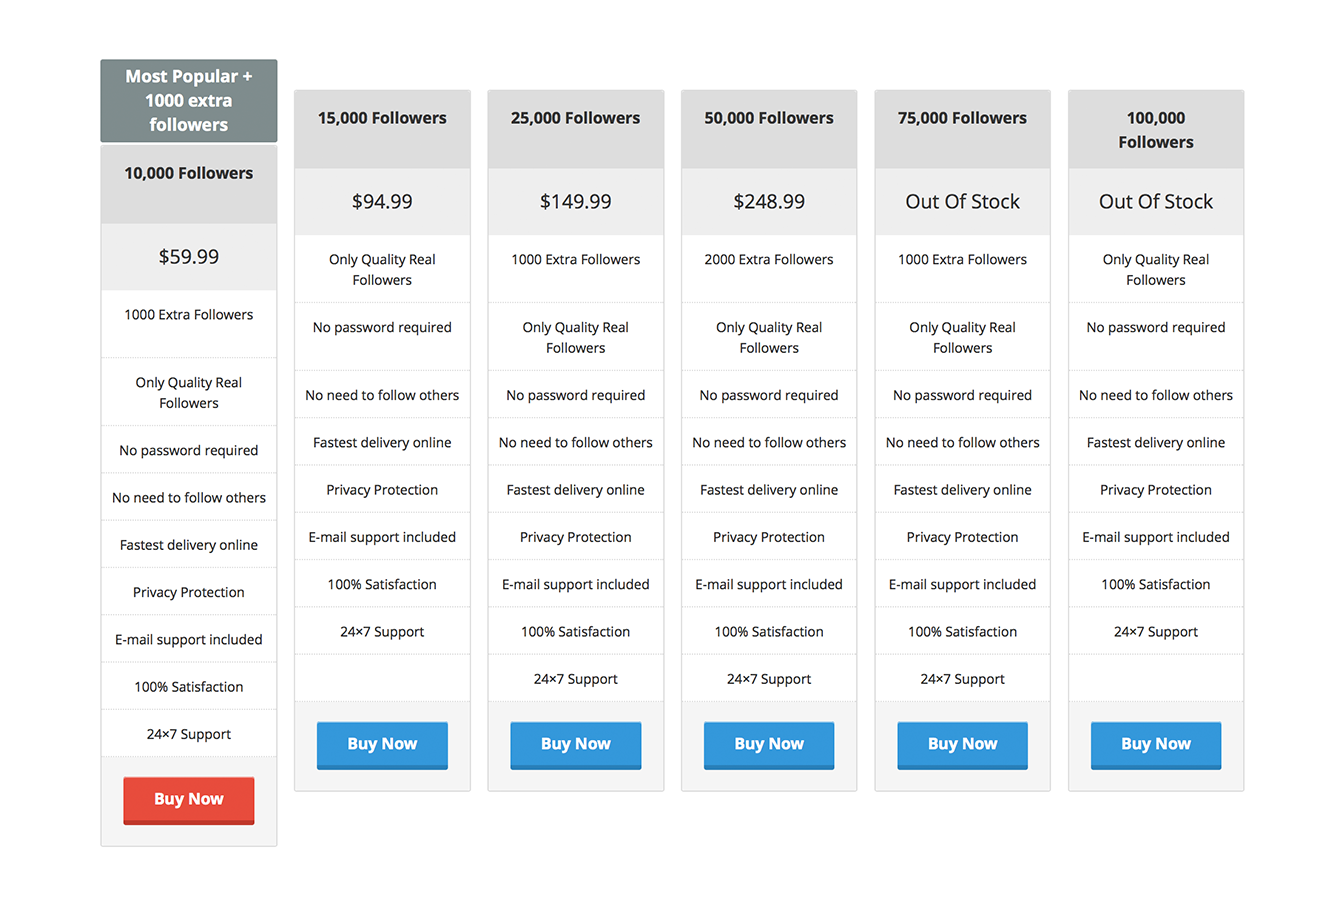 Most Popular +
1000 extra
followers
10,000 Followers
$59.99
1000 Extra Followers
Only Quality Real
Followers
No password required
No need to follow others
Fastest delivery online
Privacy Protection
E-mail support included
100% Satisfaction
24×7 Support
Buy Now
15,000 Followers
$94.99
Only Quality Real
Followers
No password required
No need to follow others
Fastest delivery online
Privacy Protection
E-mail support included
100% Satisfaction
24×7 Support
Buy Now
25,000 Followers
$149.99
1000 Extra Followers
Only Quality Real
Followers
No password required
No need to follow others
Fastest delivery online
Privacy Protection
E-mail support included
100% Satisfaction
24×7 Support
Buy Now
50,000 Followers
$248.99
2000 Extra Followers
Only Quality Real
Followers
No password required
No need to follow others
Fastest delivery online
Privacy Protection
E-mail support included
100% Satisfaction
24×7 Support
Buy Now
75,000 Followers
Out Of Stock
1000 Extra Followers
Only Quality Real
Followers
No password required
No need to follow others
Fastest delivery online
Privacy Protection
E-mail support included
100% Satisfaction
24×7 Support
Buy Now
100,000
Followers
Out Of Stock
Only Quality Real
Followers
No password required
No need to follow others
Fastest delivery online
Privacy Protection
E-mail support included
100% Satisfaction
24×7 Support
Buy Now